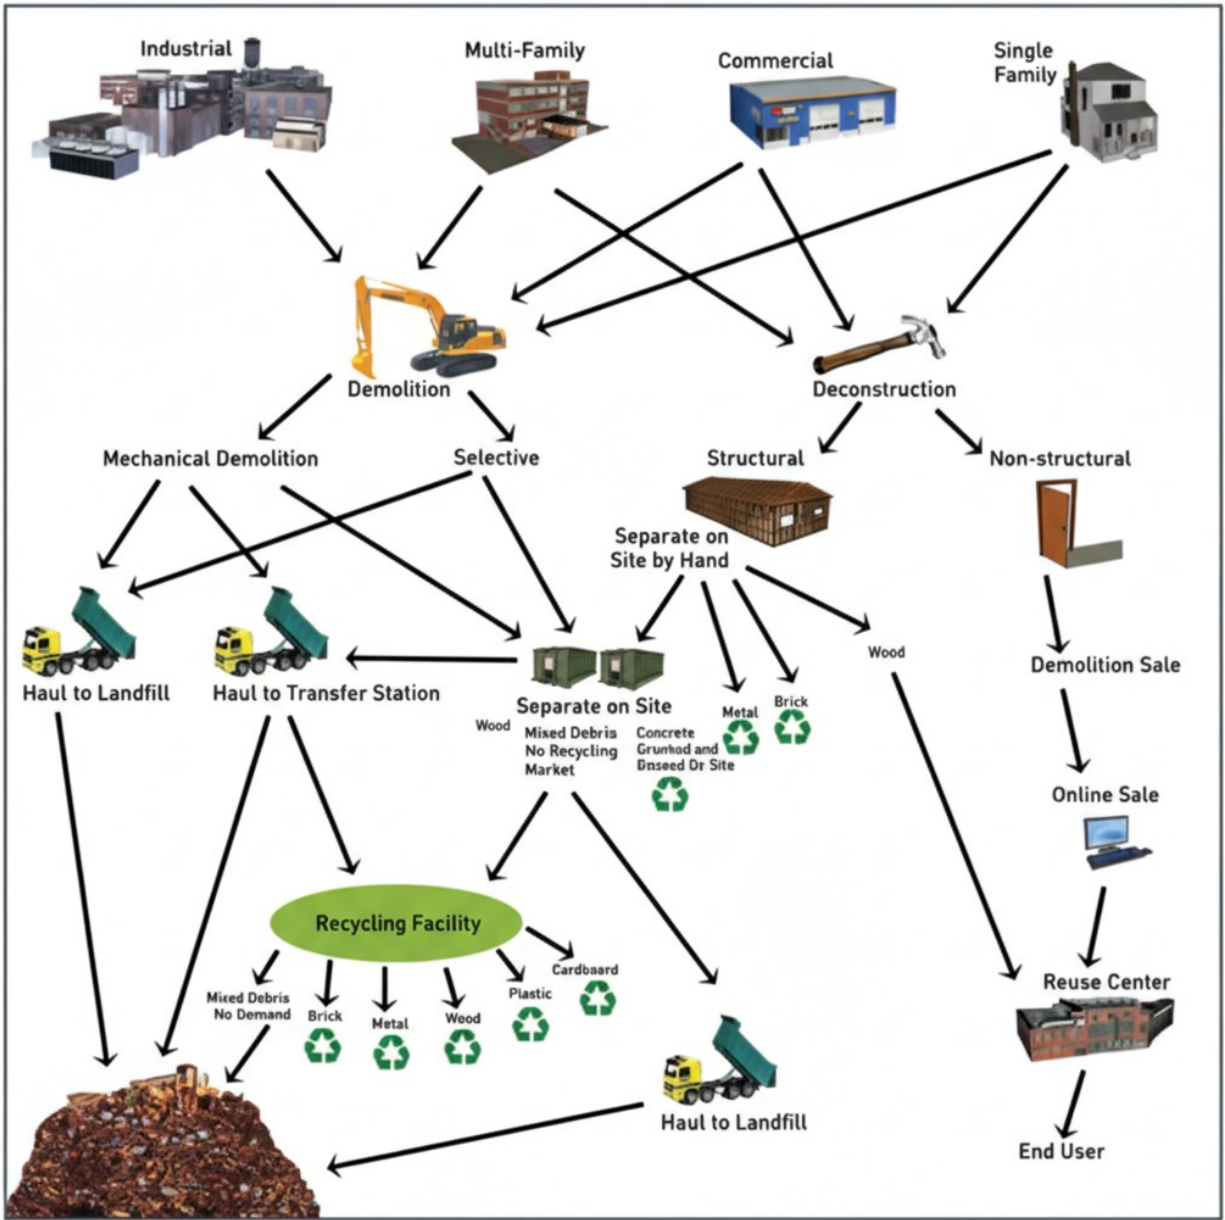 Industrial
Multi-Family
Commercial
Single
Family
Demolition
Deconstruction
Mechanical Demolition
Selective
Structural
Non-structural
Separate on
Site by Hand
Wood
Demolition Sale
Haul to Landfill
Haul to Transfer Station
Separate on Site
Wood
Mixed Debris
No Recycling
Market
Concrete
and
Site
Metal
Brick
Online Sale
Recycling Facility
Mixed Debris
No Demand
Brick
Metal
Wood
Plastic
Cardboard
Reuse Center
Haul to Landfill
End User